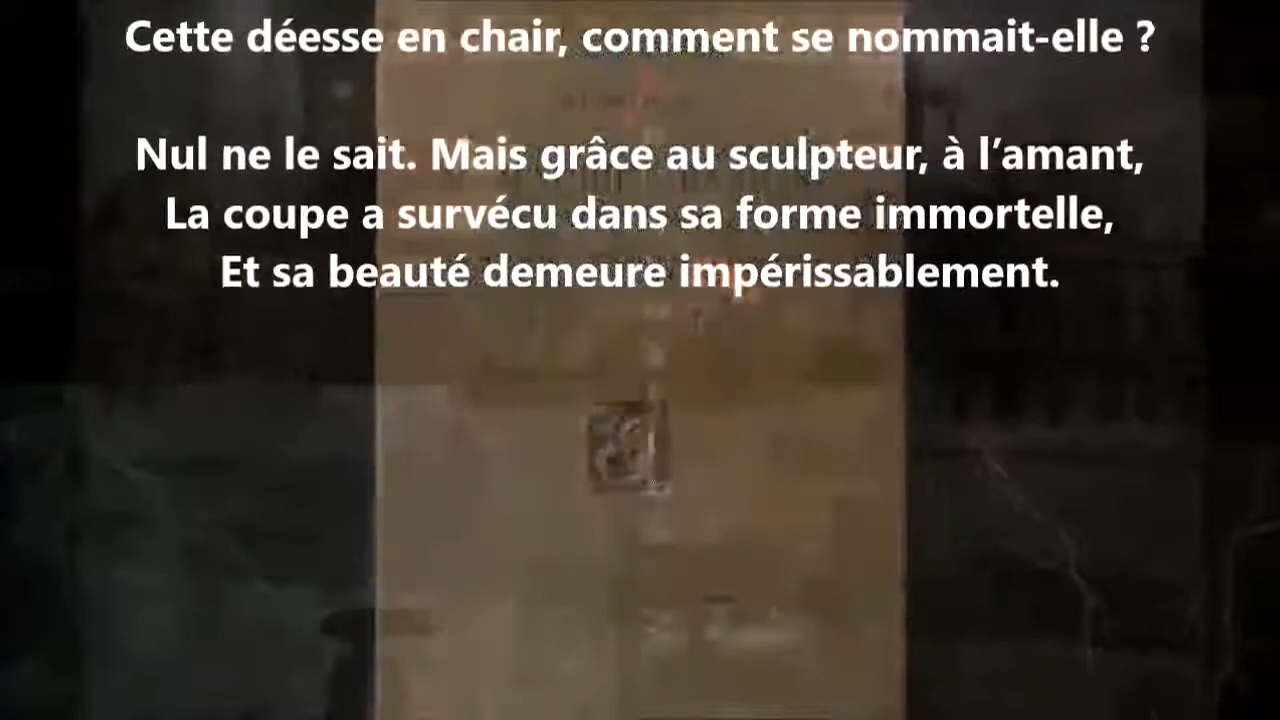 Cette déesse en chair, comment se nommait-elle ?
Nul ne le sait. Mais grâce au sculpteur, à l’amant,
La coupe a survécu dans sa forme immortelle,
Et sa beauté demeure impérissablement.